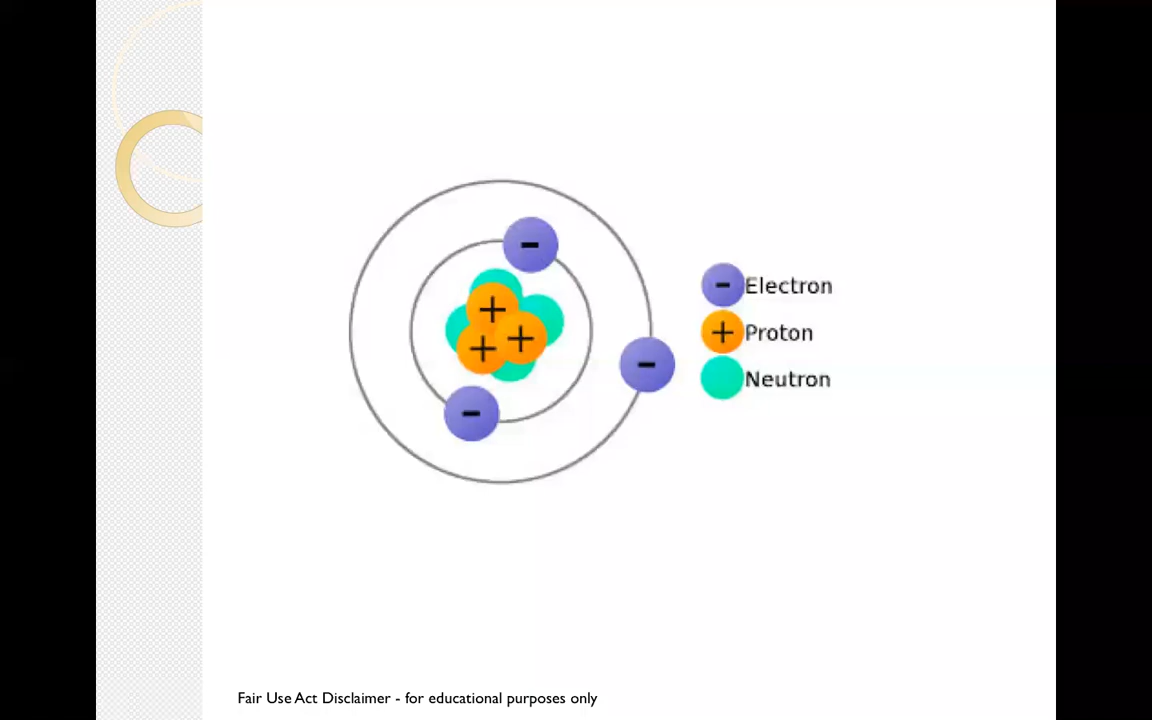 -
+
+
+
-
-
- Electron
+ Proton
Neutron
Fair Use Act Disclaimer - for educational purposes only